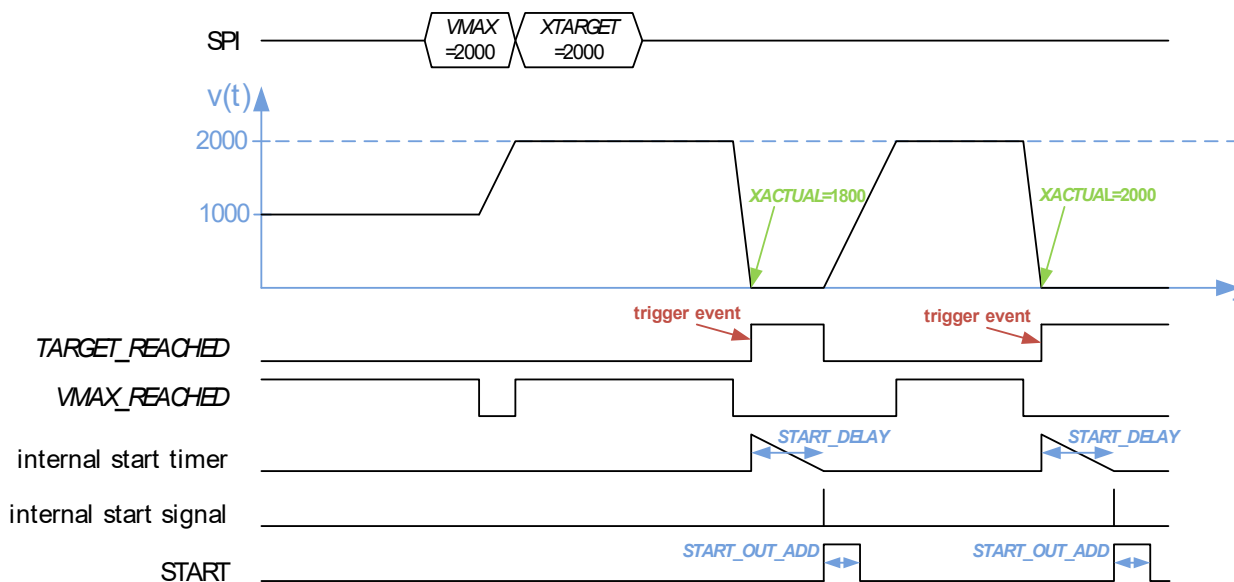 SPI
VMAX
=2000
XTARGET
=2000
v(t)
2000
1000
XACTUAL=1800
XACTUAL=2000
trigger event
trigger event
TARGET_REACHED
VMAX_REACHED
START_DELAY
START_DELAY
internal start timer
internal start signal
START_OUT_ADD
START_OUT_ADD
START